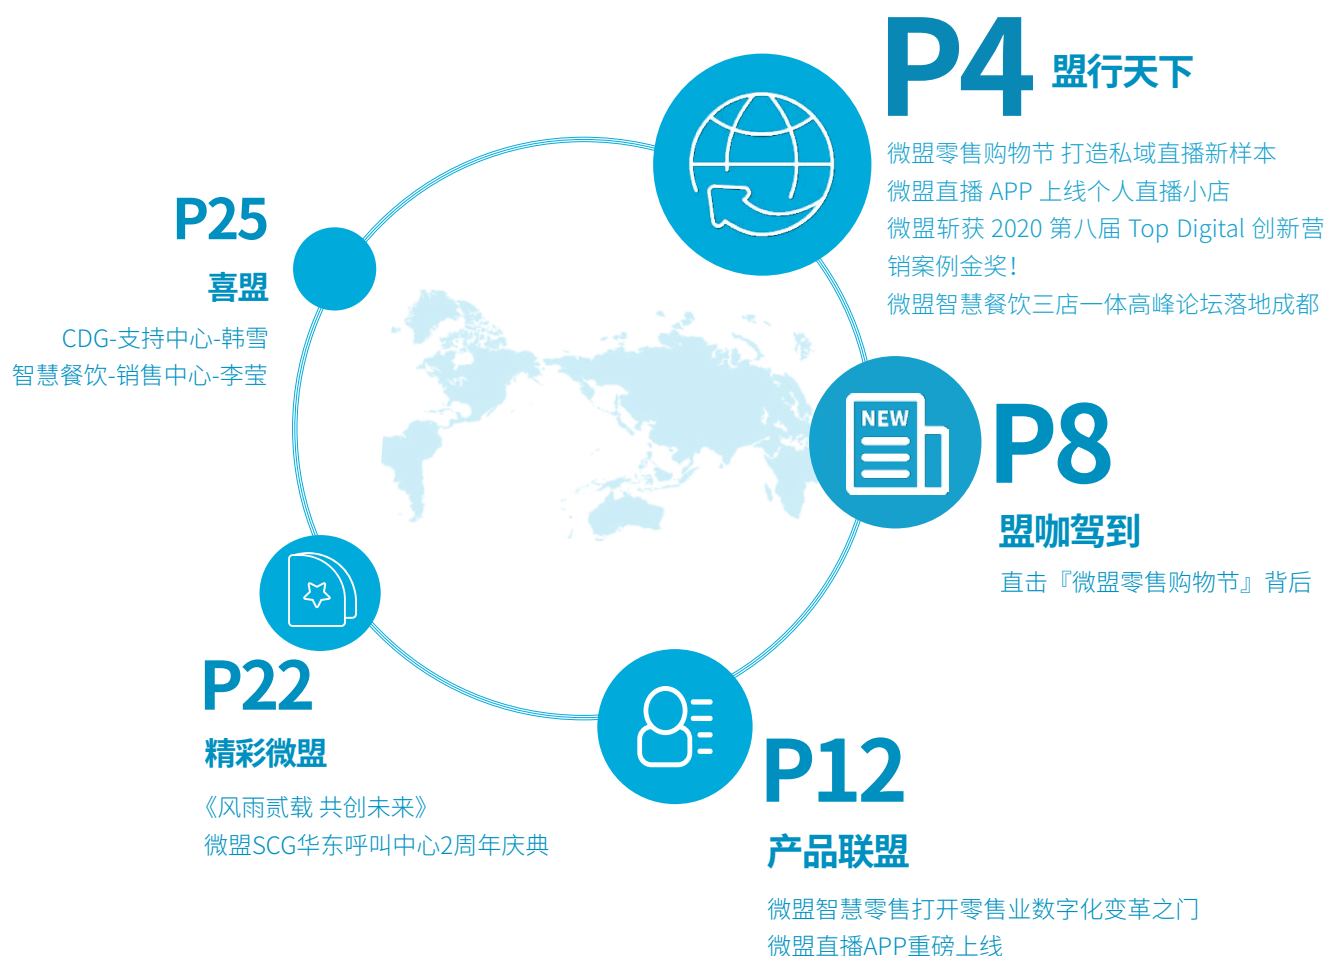 P4 盟行天下
微盟零售购物节 打造私域直播新样本
微盟直播 APP 上线个人直播小店
微盟斩获 2020 第八届 Top Digital 创新营
销案例金奖！
微盟智慧餐饮三店一体高峰论坛落地成都
NEW
P8
盟咖驾到
直击『微盟零售购物节』背后
P12
产品联盟
微盟智慧零售打开零售业数字化变革之门
微盟直播APP重磅上线
P22
精彩微盟
《风雨贰载 共创未来》
微盟SCG华东呼叫中心2周年庆典
P25
喜盟
CDG-支持中心-韩雪
智慧餐饮-销售中心-李莹